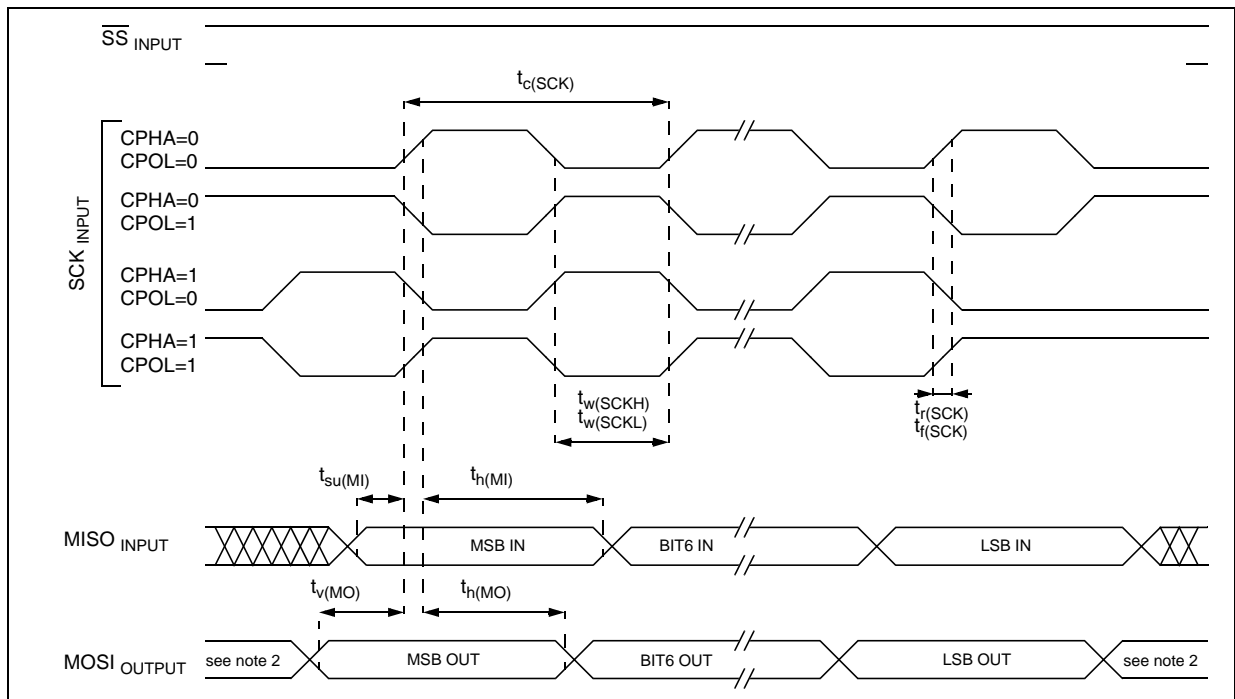 SS INPUT
tc(SCK)
SCK INPUT
CPHA=0
CPOL=0
CPHA=0
CPOL=1
CPHA=1
CPOL=0
CPHA=1
CPOL=1
tw(SCKH)
tw(SCKL)
tr(SCK)
tf(SCK)
tsu(MI)
th(MI)
MISO INPUT
MSB IN
BIT6 IN
LSB IN
tv(MO)
th(MO)
MOSI OUTPUT
see note 2
MSB OUT
BIT6 OUT
LSB OUT
see note 2